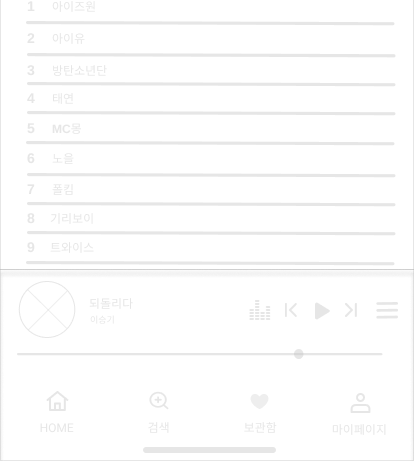 1 아이즈원
2 아이유
3 방탄소년단
4 태연
5 MC몽
6 노을
7 폴킴
8 기리보이
9 트와이스
되돌리다
이승기
HOME 검색 보관함 마이페이지